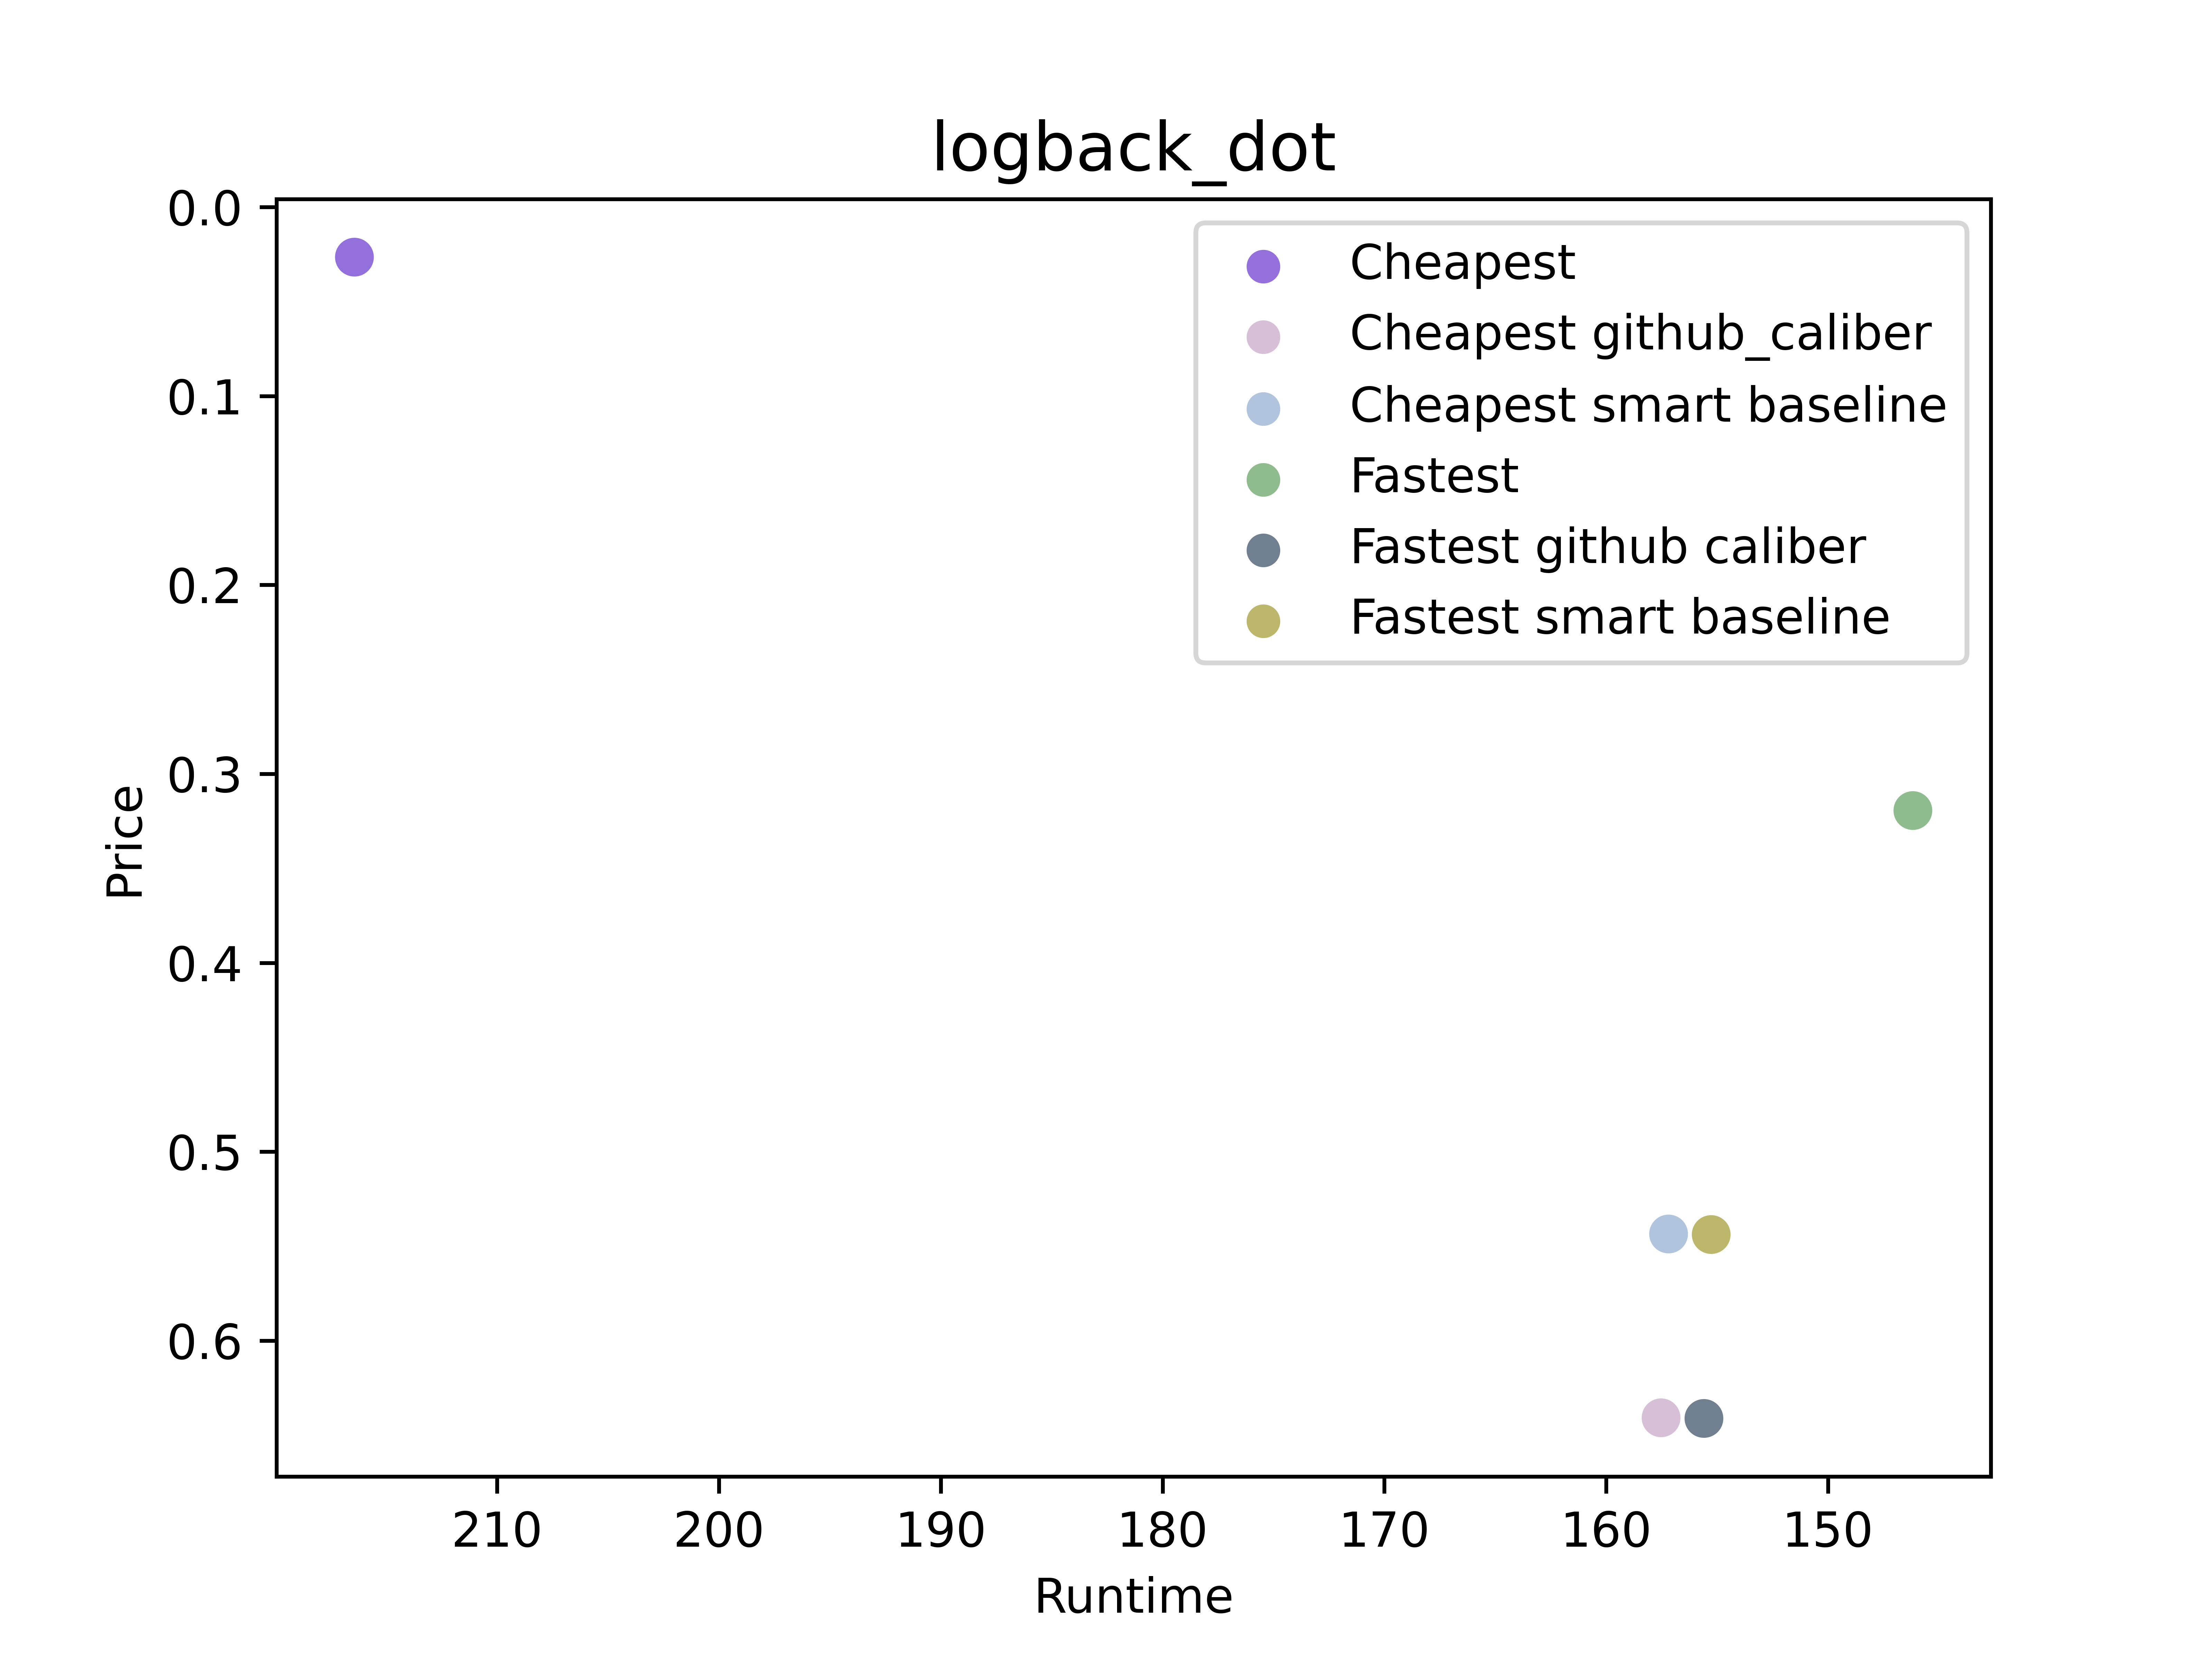 logback_dot
0.0
0.1
0.2
0.3
0.4
0.5
0.6
Price
Cheapest
Cheapest github_caliber
Cheapest smart baseline
Fastest
Fastest github caliber
Fastest smart baseline
210 200 190 180 170 160 150
Runtime